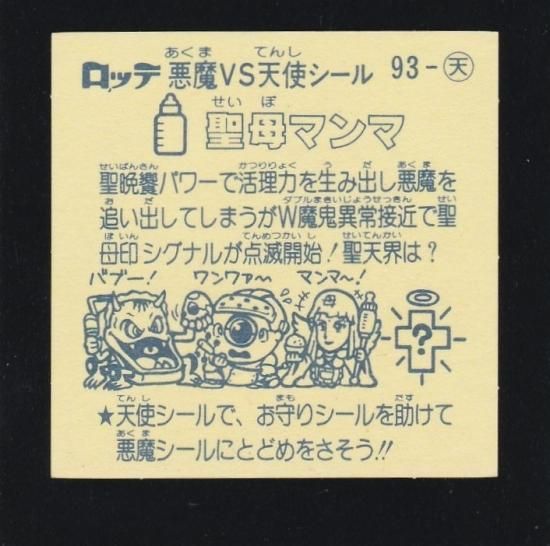 ロッテ 悪魔VS天使シール 93-天
聖母マンマ
聖晩饗パワーで活理力を生み出し悪魔を
追い出してしまうがW魔鬼異常接近で聖
母印シグナルが点滅開始!聖天界は?
バブー! ワンワァ〜 マンマ〜!
?
★天使シールで、お守りシールを助けて
悪魔シールにとどめをさそう!!